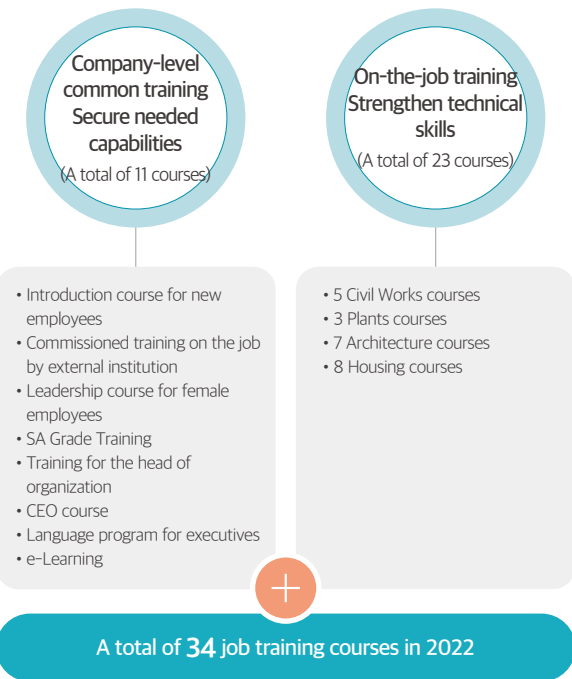 Company-level
common training
Secure needed
capabilities
(A total of 11 courses)
• Introduction course for new
employees
• Commissioned training on the job
by external institution
• Leadership course for female
employees
• SA Grade Training
• Training for the head of
organization
• CEO course
• Language program for executives
• e-Learning
On-the-job training
Strengthen technical
skills
(A total of 23 courses)
• 5 Civil Works courses
• 3 Plants courses
• 7 Architecture courses
• 8 Housing courses
+
A total of 34 job training courses in 2022